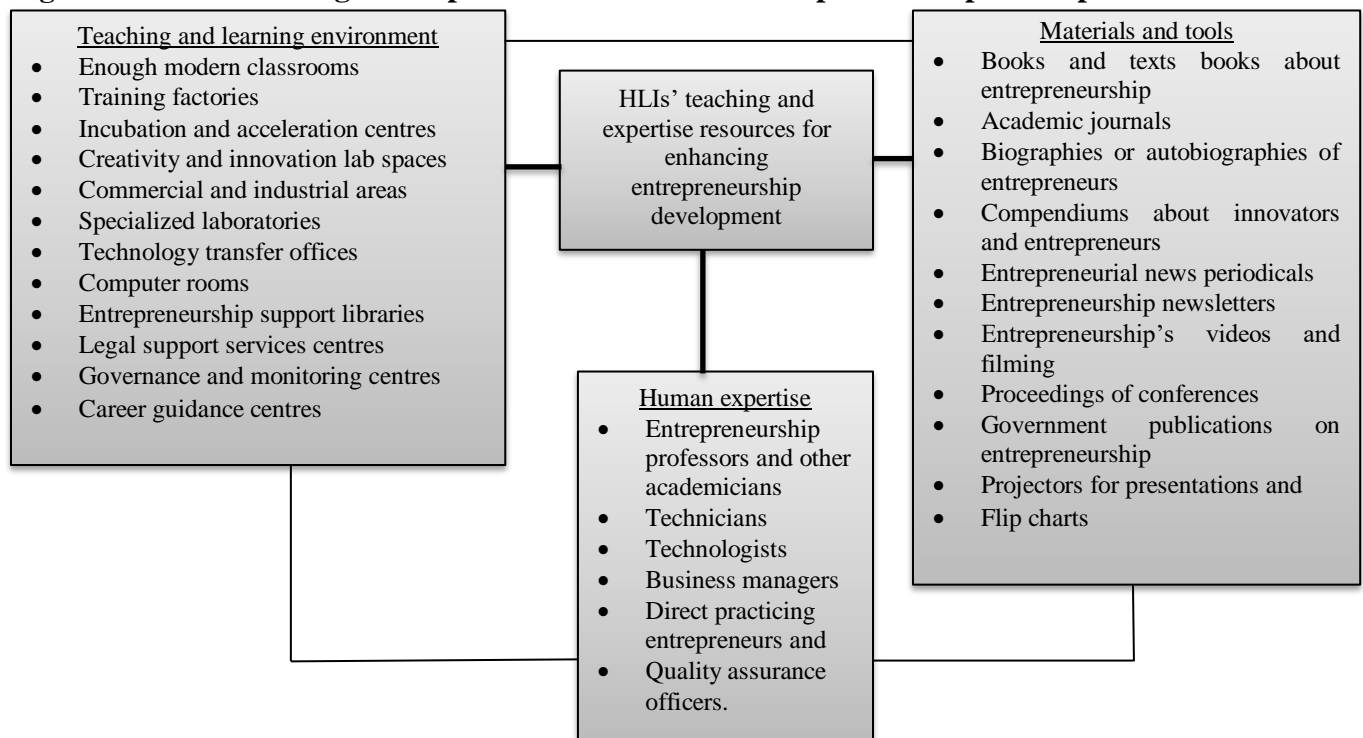 Teaching and learning environment
• Enough modern classrooms
• Training factories
• Incubation and acceleration centres
• Creativity and innovation lab spaces
• Commercial and industrial areas
• Specialized laboratories
• Technology transfer offices
• Computer rooms
• Entrepreneurship support libraries
• Legal support services centres
• Governance and monitoring centres
• Career guidance centres
HLIs’ teaching and
expertise resources for
enhancing
entrepreneurship
development
Materials and tools
• Books and texts books about
entrepreneurship
• Academic journals
• Biographies or autobiographies of
entrepreneurs
• Compendiums about innovators
and entrepreneurs
• Entrepreneurial news periodicals
• Entrepreneurship newsletters
• Entrepreneurship’s videos and
filming
• Proceedings of conferences
• Government publications on
entrepreneurship
• Projectors for presentations and
• Flip charts
Human expertise
• Entrepreneurship
professors and other
academicians
• Technicians
• Technologists
• Business managers
• Direct practicing
entrepreneurs and
• Quality assurance
officers.